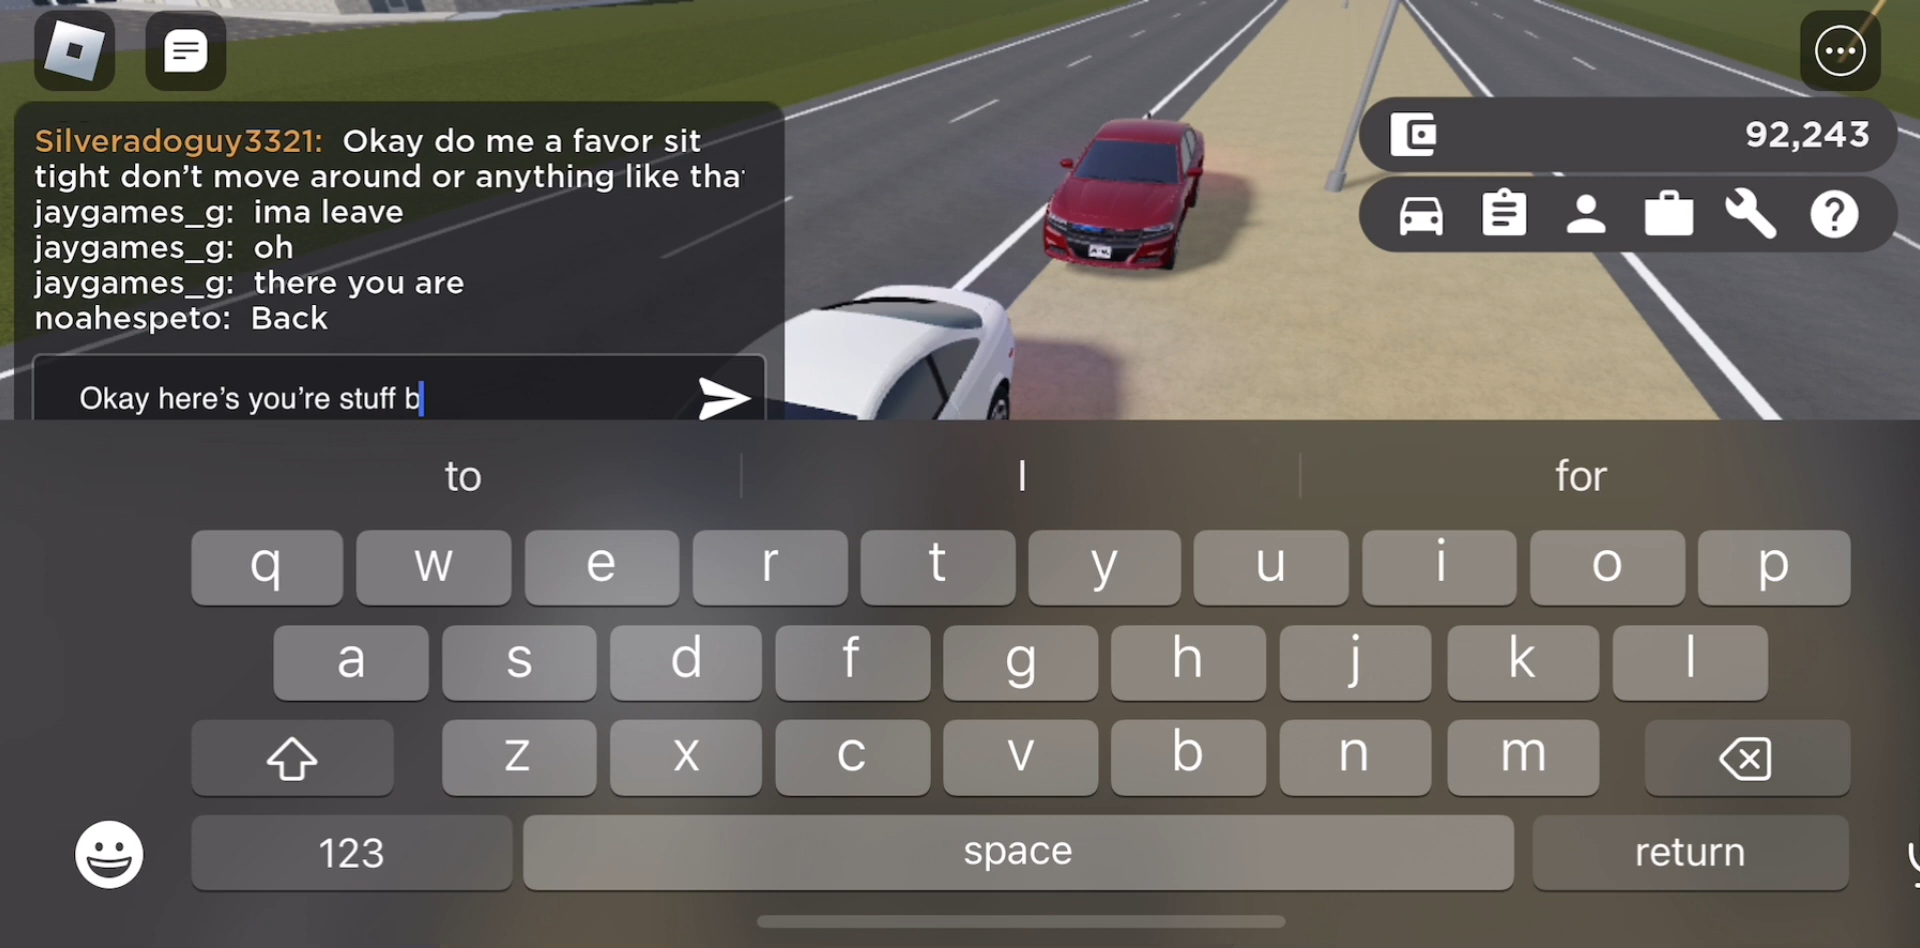 Silveradoguy3321: Okay do me a favor sit
tight don't move around or anything like tha
jaygames_g: ima leave
jaygames_g: oh
jaygames_g: there you are
noahespeto: Back
Okay here's you're stuff b
92,243
to I for
q w e r t y u i o p
a s d f g h j k l
z x c v b n m
123 space return